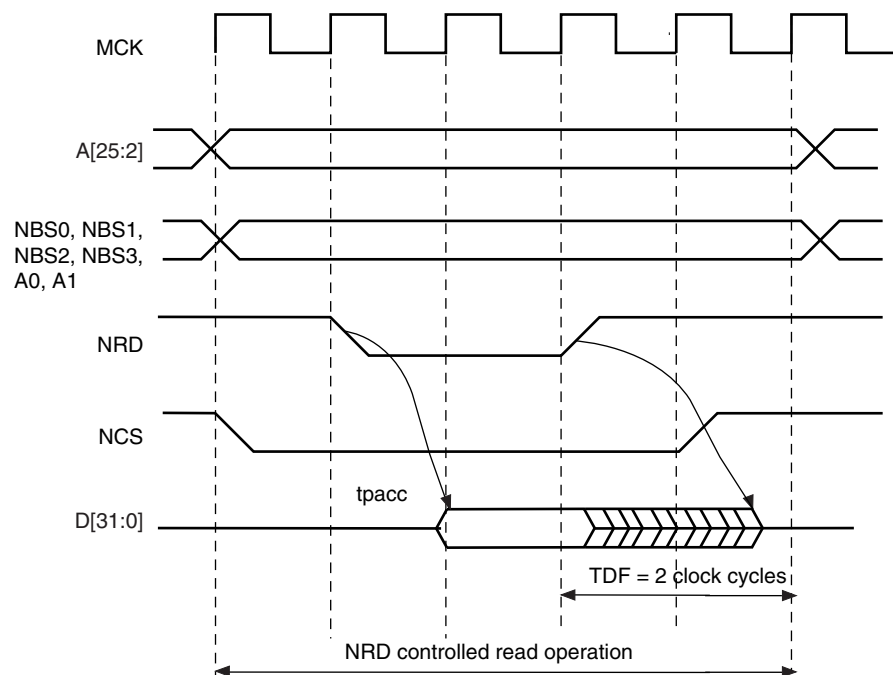 MCK
A[25:2]
NBS0, NBS1,
NBS2, NBS3,
A0, A1
NRD
NCS
tpacc
D[31:0]
TDF = 2 clock cycles
NRD controlled read operation